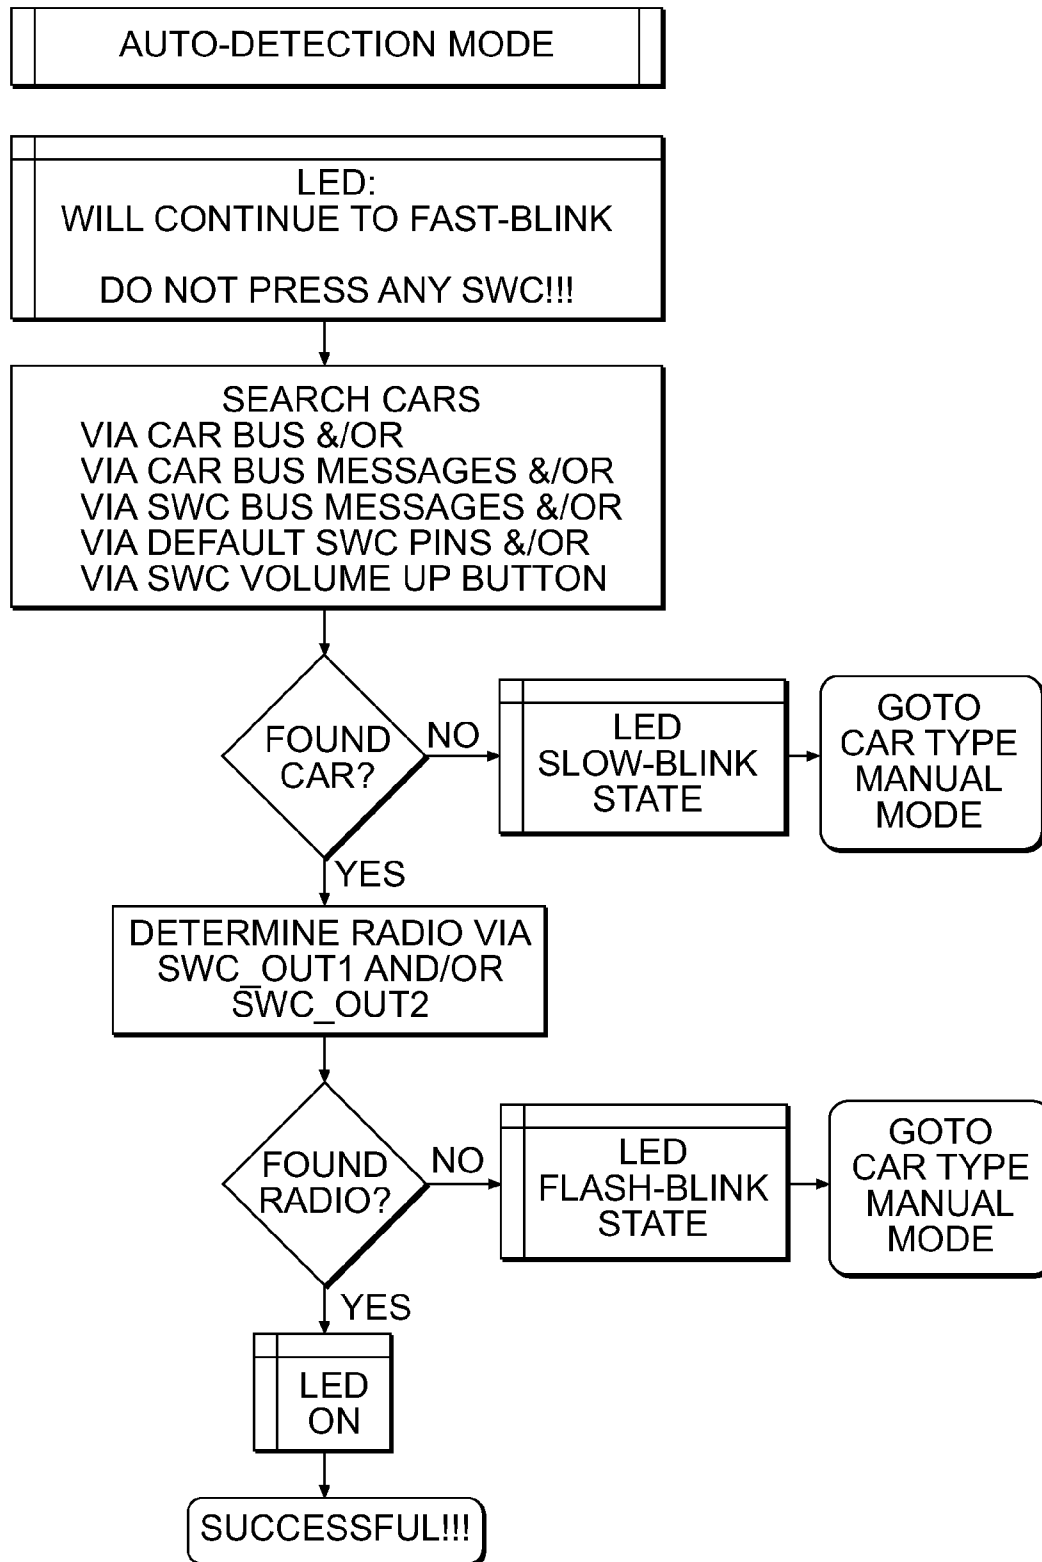 AUTO-DETECTION MODE
LED:
WILL CONTINUE TO FAST-BLINK
DO NOT PRESS ANY SWC!!!
SEARCH CARS
VIA CAR BUS &/OR
VIA CAR BUS MESSAGES &/OR
VIA SWC BUS MESSAGES &/OR
VIA DEFAULT SWC PINS &/OR
VIA SWC VOLUME UP BUTTON
FOUND
CAR?
NO
LED
SLOW-BLINK
STATE
GOTO
CAR TYPE
MANUAL
MODE
YES
DETERMINE RADIO VIA
SWC_OUT1 AND/OR
SWC_OUT2
FOUND
RADIO?
NO
LED
FLASH-BLINK
STATE
GOTO
CAR TYPE
MANUAL
MODE
YES
LED
ON
SUCCESSFUL!!!